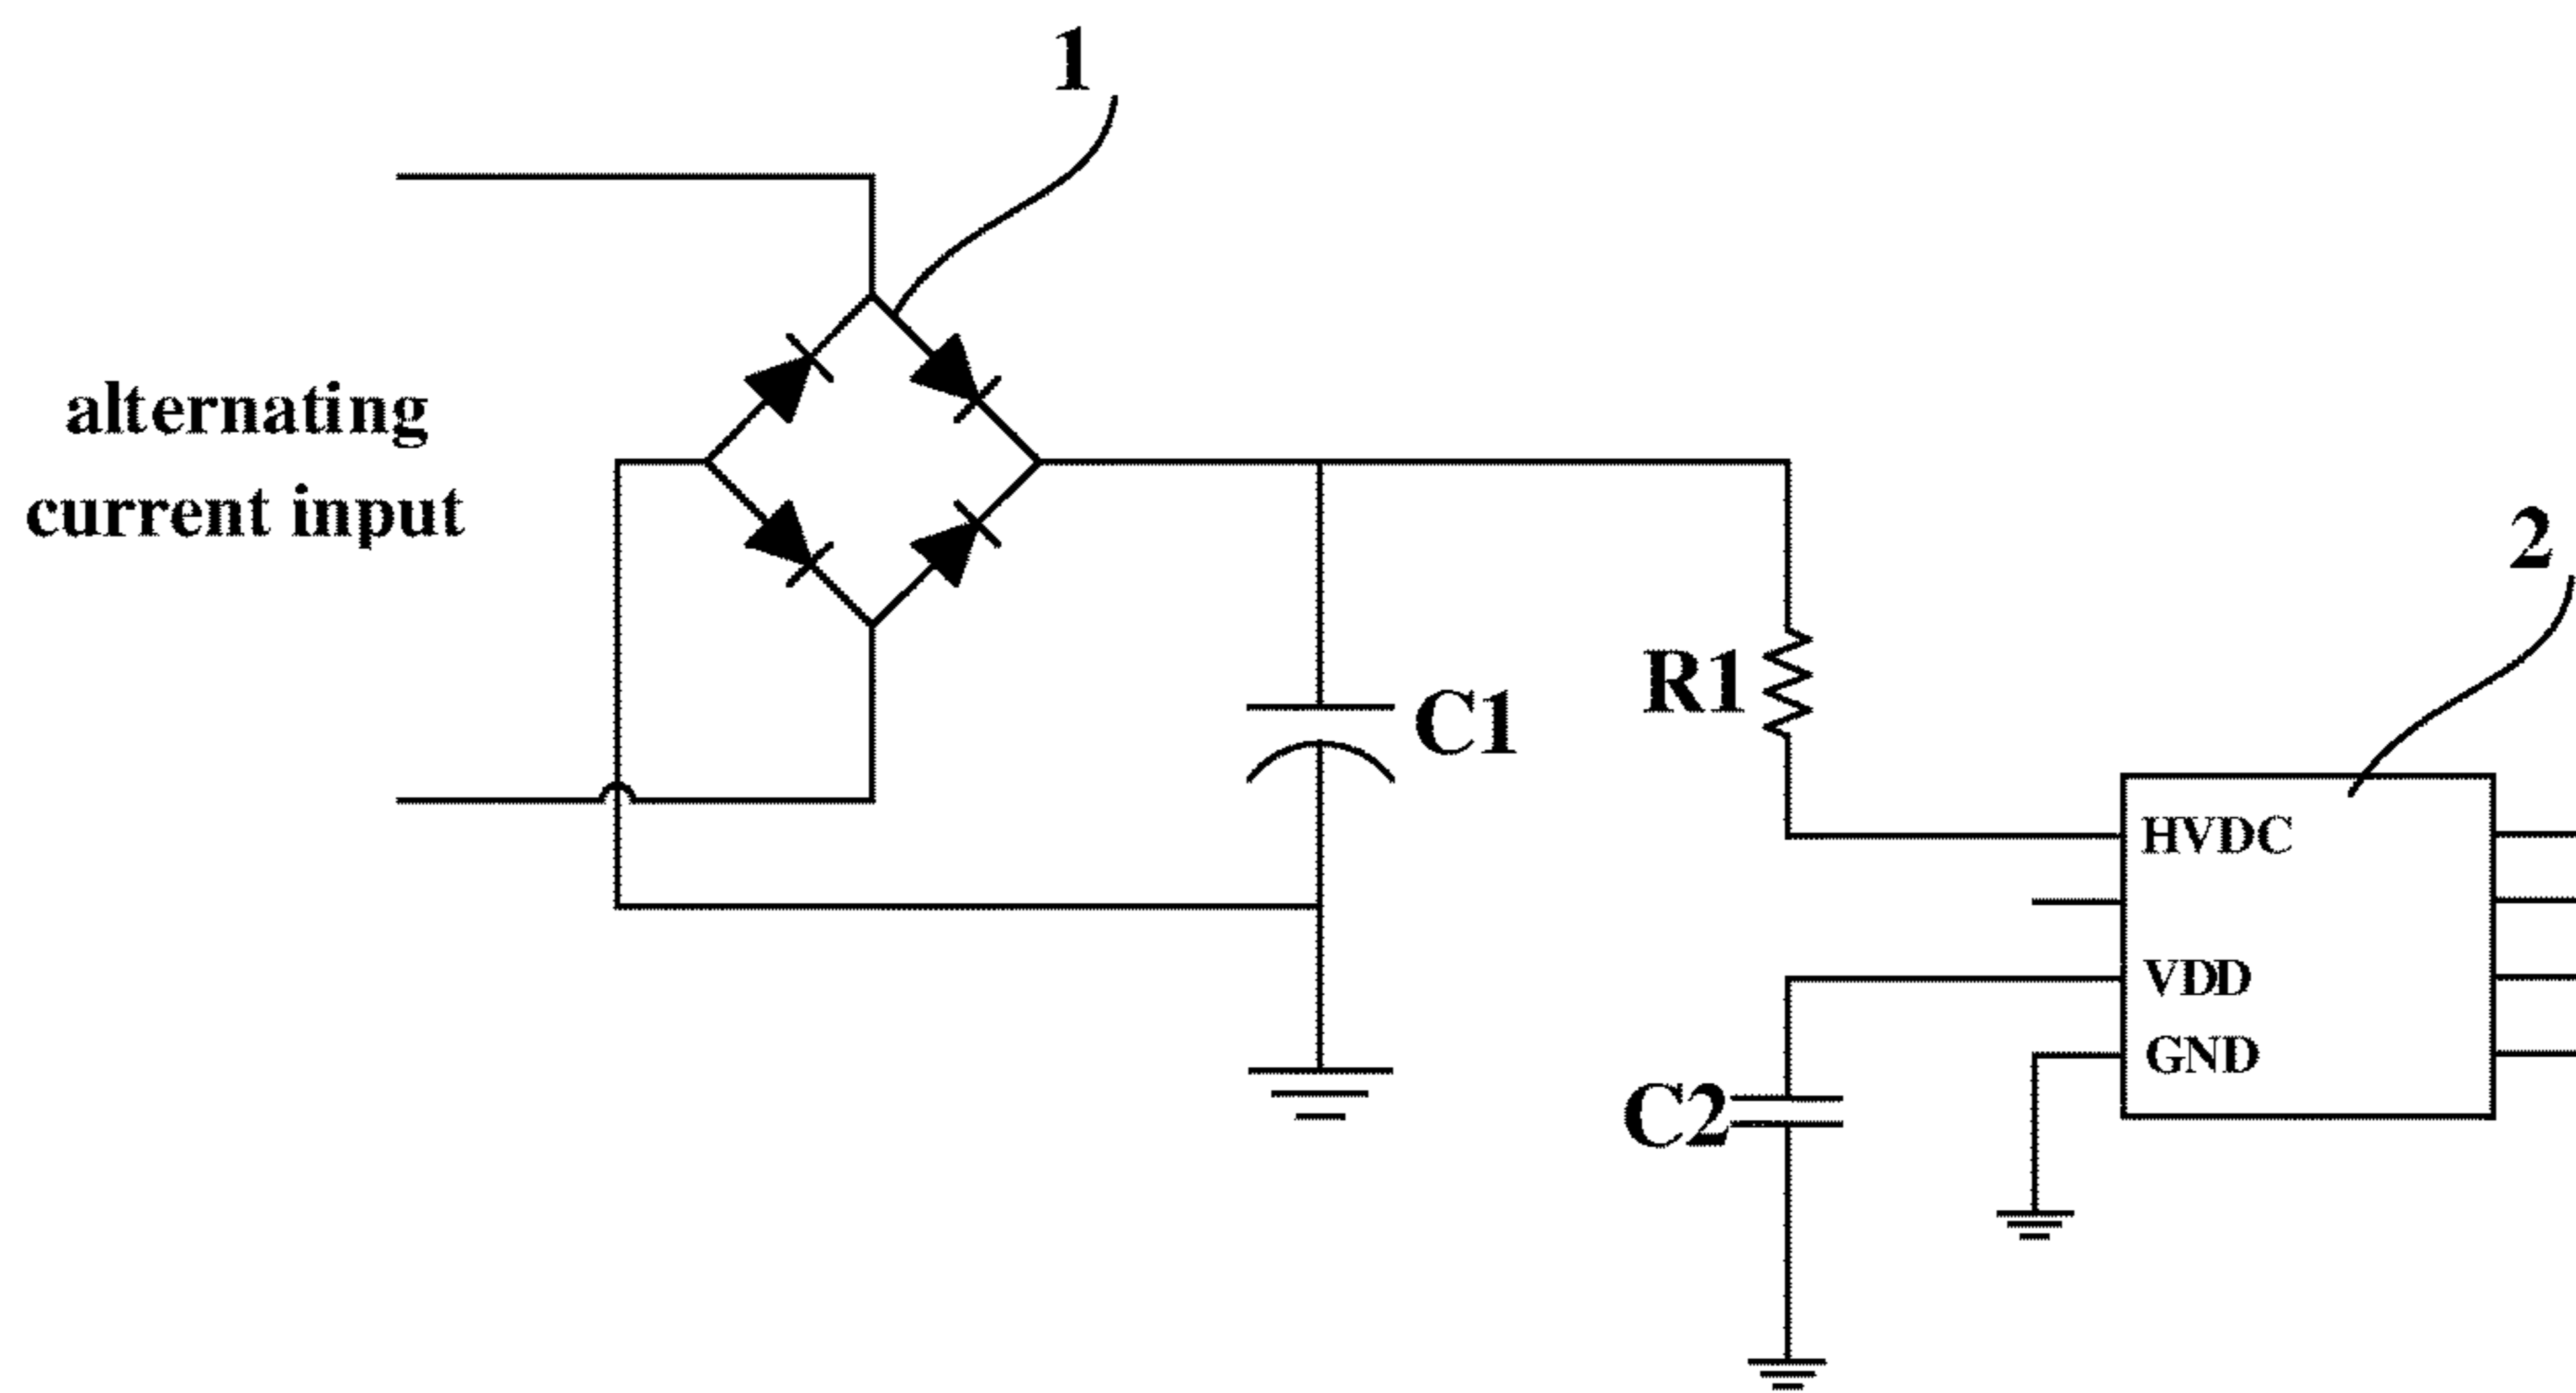 1
alternating
current input
2
R1
C1
HVDC
VDD
GND
C2